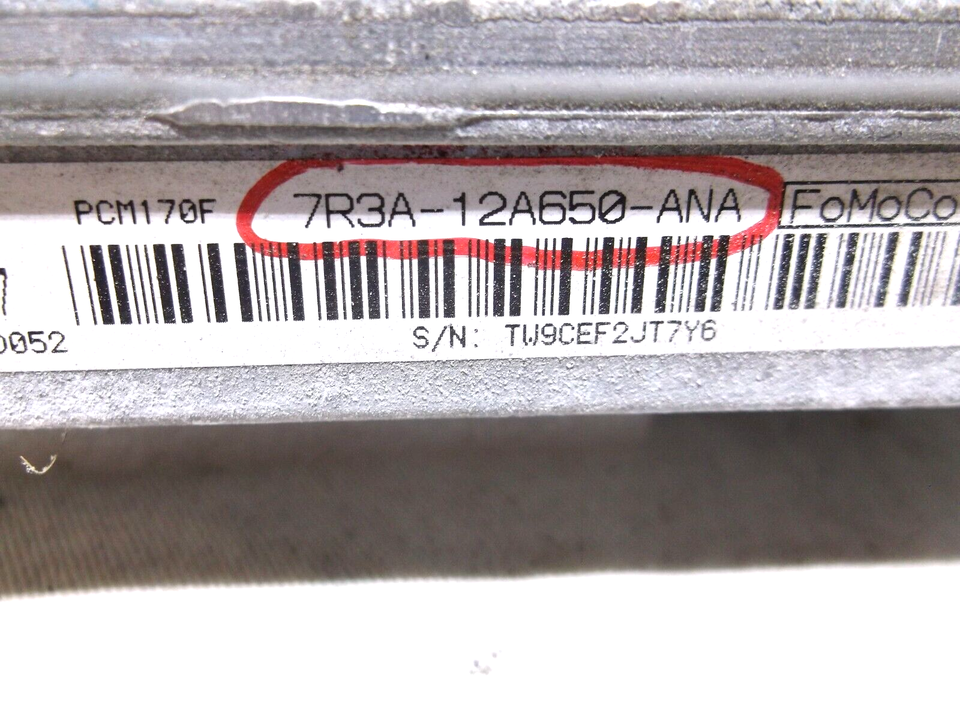 PCM170F 7R3A-12A650-ANA FoMoCo
0052 S/N: TW9CEF2JT7Y6